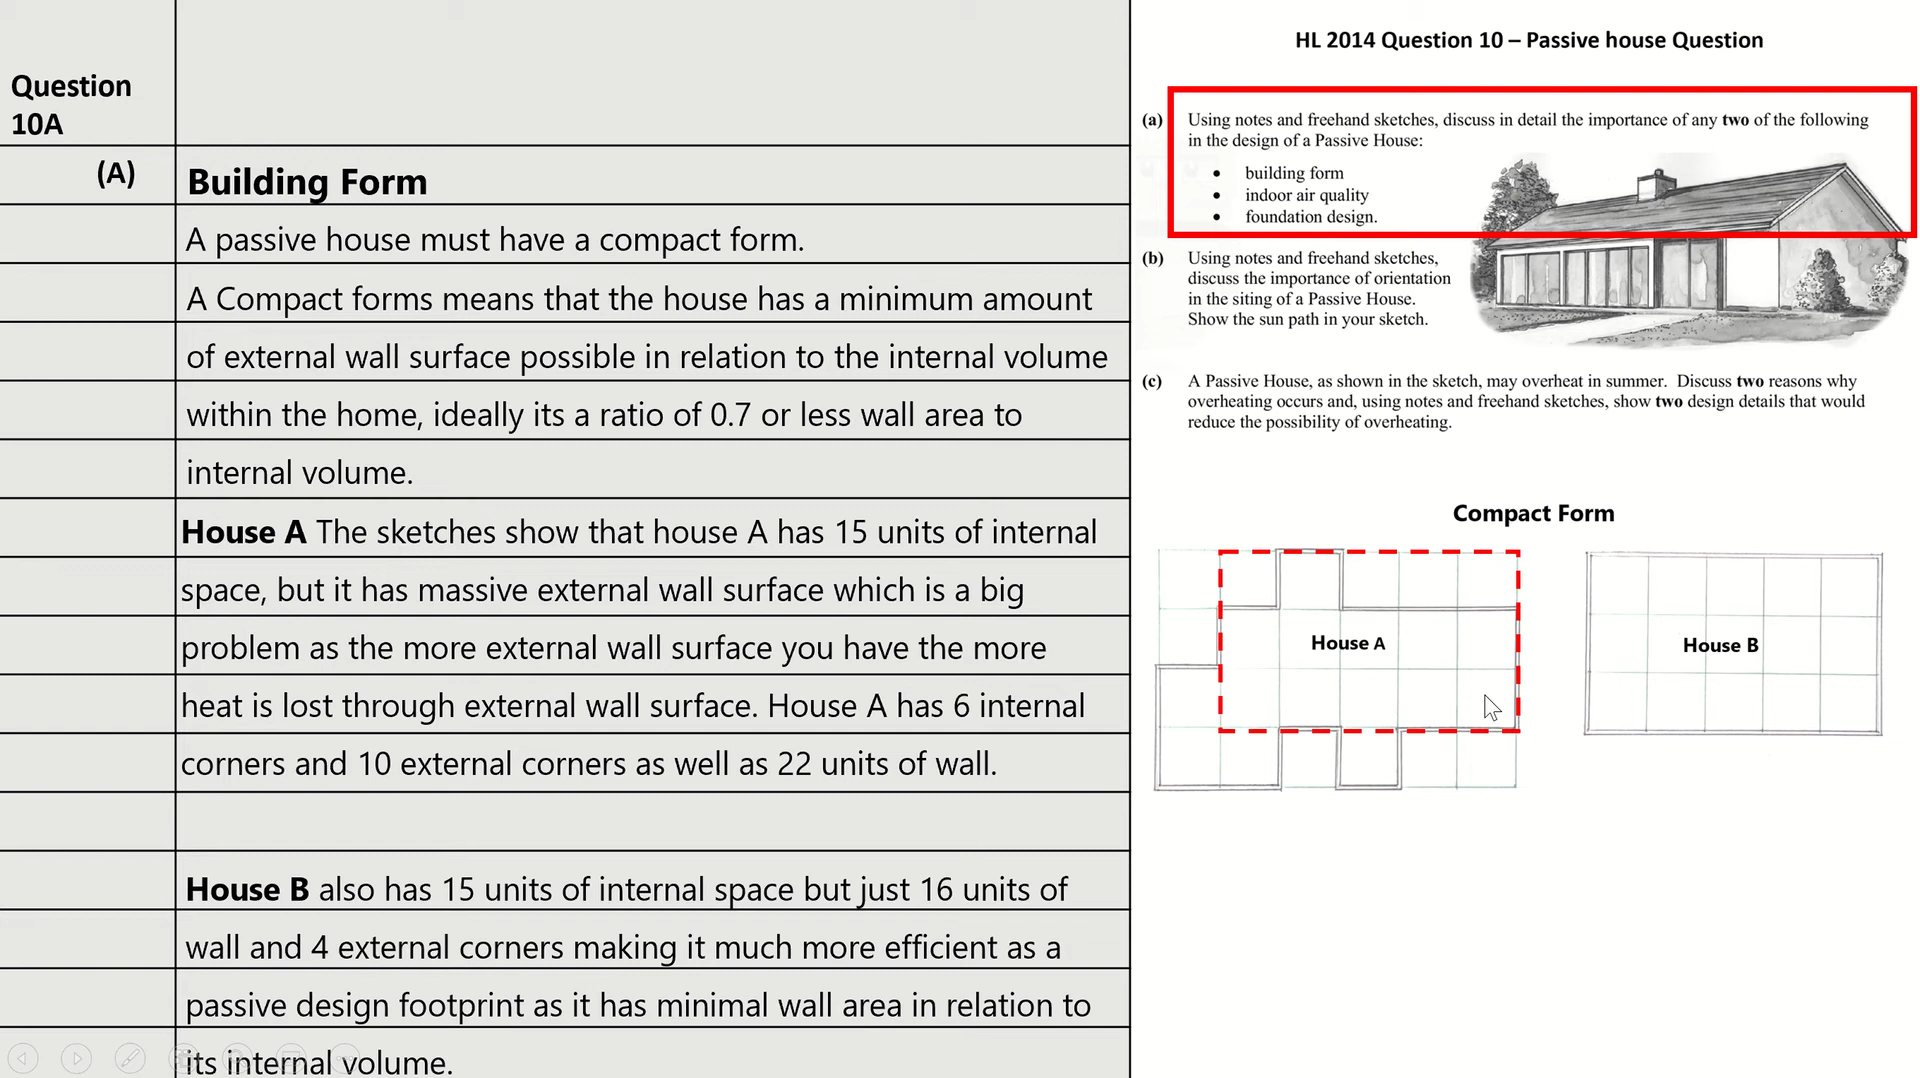 Question
10A
(A)
Building Form
A passive house must have a compact form.
A Compact forms means that the house has a minimum amount
of external wall surface possible in relation to the internal volume
within the home, ideally its a ratio of 0.7 or less wall area to
internal volume.
House A The sketches show that house A has 15 units of internal
space, but it has massive external wall surface which is a big
problem as the more external wall surface you have the more
heat is lost through external wall surface. House A has 6 internal
corners and 10 external corners as well as 22 units of wall.
House B also has 15 units of internal space but just 16 units of
wall and 4 external corners making it much more efficient as a
passive design footprint as it has minimal wall area in relation to
its internal volume.
HL 2014 Question 10 – Passive house Question
(a) Using notes and freehand sketches, discuss in detail the importance of any two of the following
in the design of a Passive House:
• building form
• indoor air quality
• foundation design.
(b) Using notes and freehand sketches,
discuss the importance of orientation
in the siting of a Passive House.
Show the sun path in your sketch.
(c) A Passive House, as shown in the sketch, may overheat in summer. Discuss two reasons why
overheating occurs and, using notes and freehand sketches, show two design details that would
reduce the possibility of overheating.
Compact Form
House A
House B